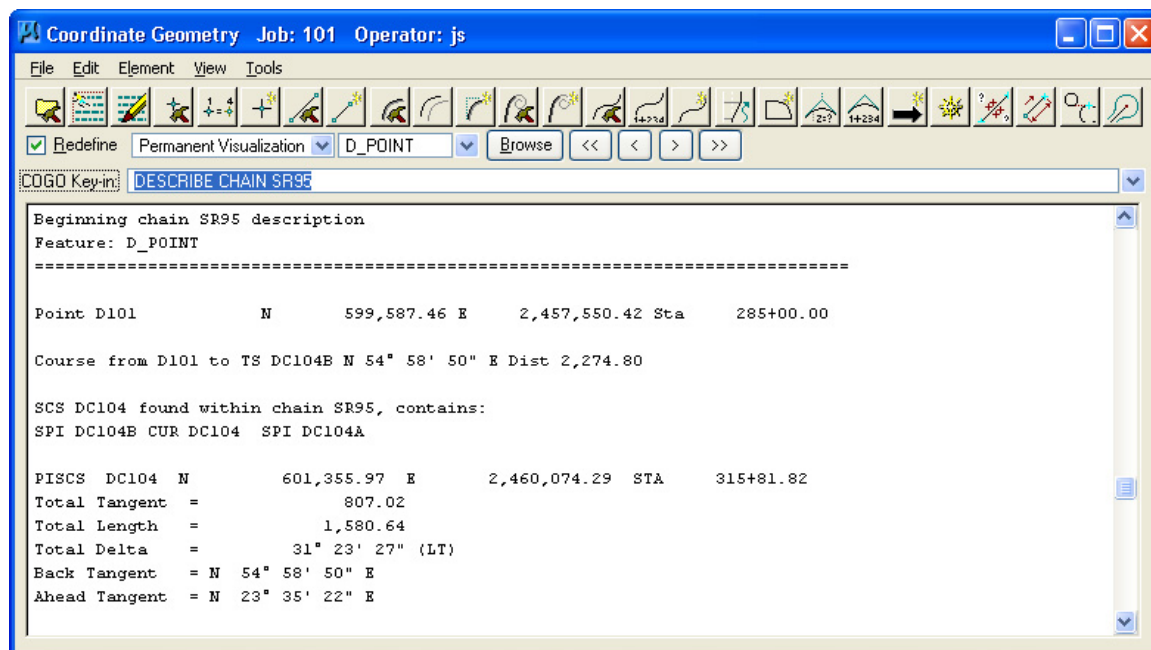 Coordinate Geometry Job: 101 Operator: js
File Edit Element View Tools
Redefine Permanent Visualization D_POINT Browse << < > >>
COGO Key-in: DESCRIBE CHAIN SR95
Beginning chain SR95 description
Feature: D_POINT
==============================================================================
Point D101 N 599,587.46 E 2,457,550.42 Sta 285+00.00
Course from D101 to TS DC104B N 54° 58' 50" E Dist 2,274.80
SCS DC104 found within chain SR95, contains:
SPI DC104B CUR DC104 SPI DC104A
PISCS DC104 N 601,355.97 E 2,460,074.29 STA 315+81.82
Total Tangent = 807.02
Total Length = 1,580.64
Total Delta = 31° 23' 27" (LT)
Back Tangent = N 54° 58' 50" E
Ahead Tangent = N 23° 35' 22" E